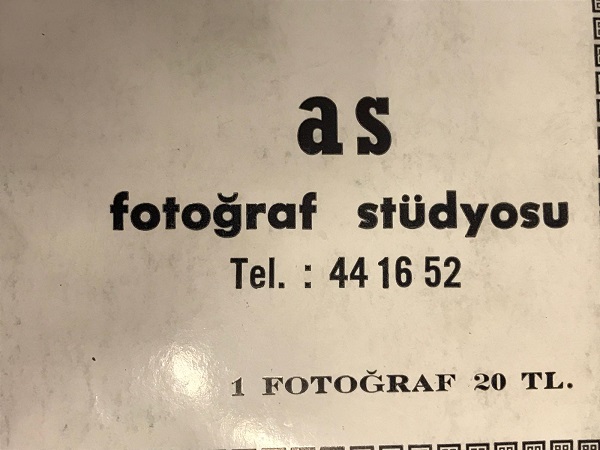 as
fotoğraf stüdyosu
Tel. : 44 16 52
1 FOTOĞRAF 20 TL.